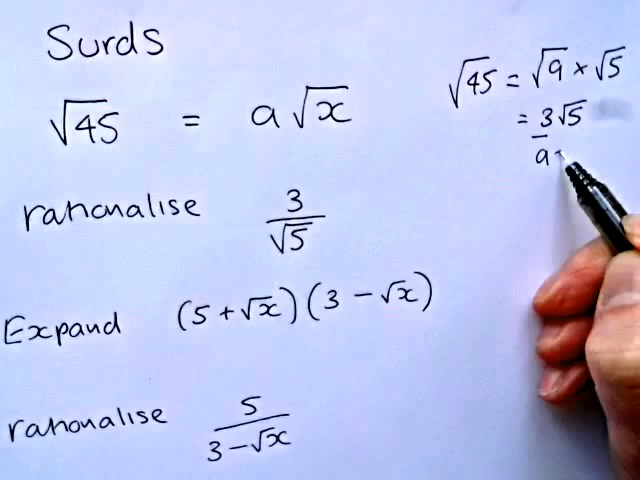 Surds
√45 = a√x
√45 = √9 × √5
= 3√5
a
rationalise 3/√5
Expand (5 + √x)(3 − √x)
rationalise 5/(3 − √x)